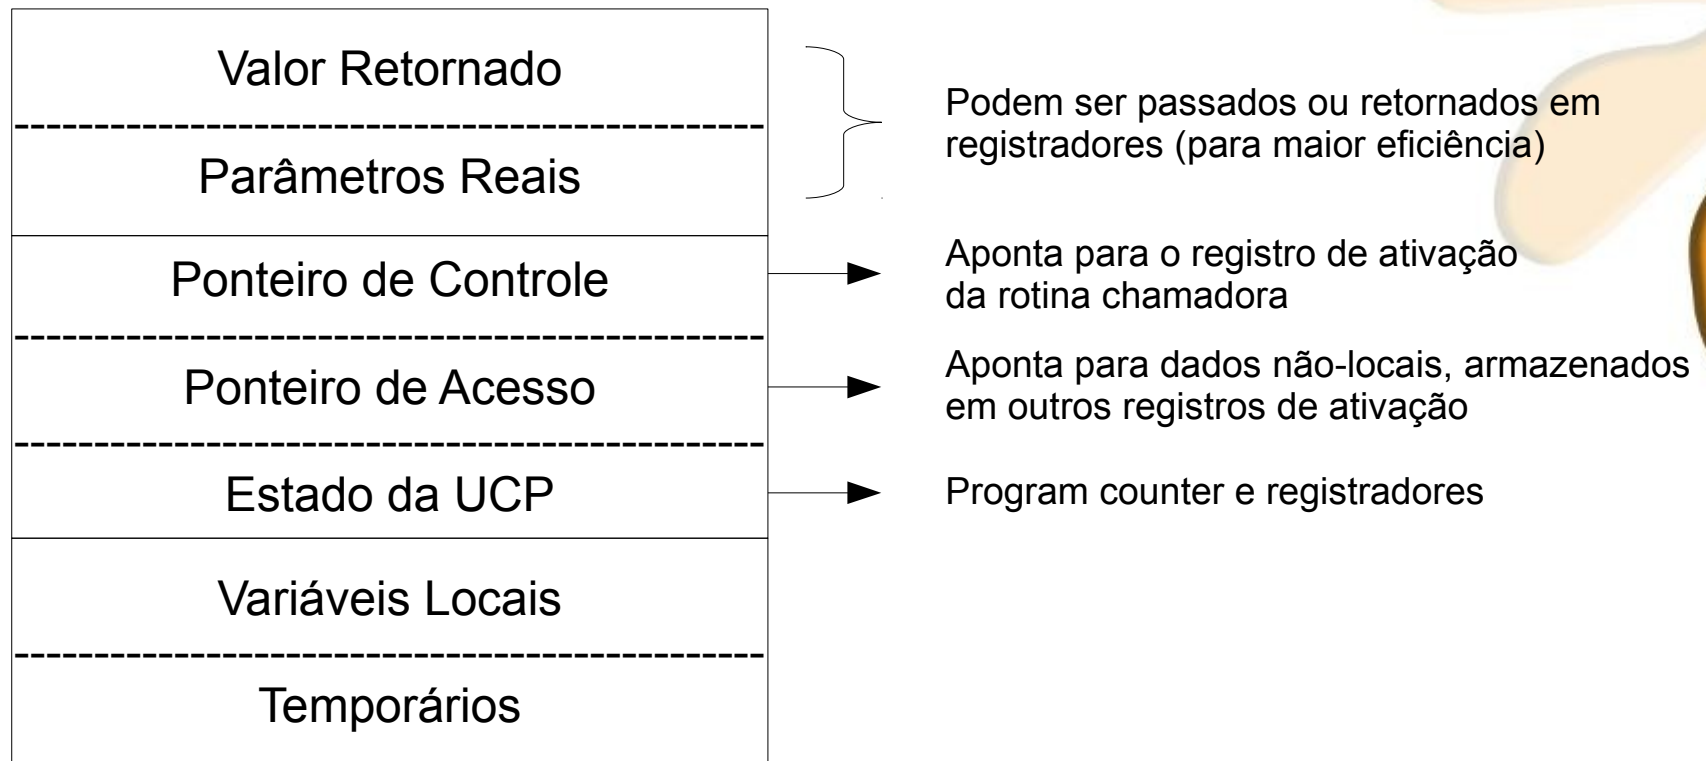 Valor Retornado
Parâmetros Reais
Podem ser passados ou retornados em
registradores (para maior eficiência)
Ponteiro de Controle
Aponta para o registro de ativação
da rotina chamadora
Ponteiro de Acesso
Aponta para dados não-locais, armazenados
em outros registros de ativação
Estado da UCP
Program counter e registradores
Variáveis Locais
Temporários